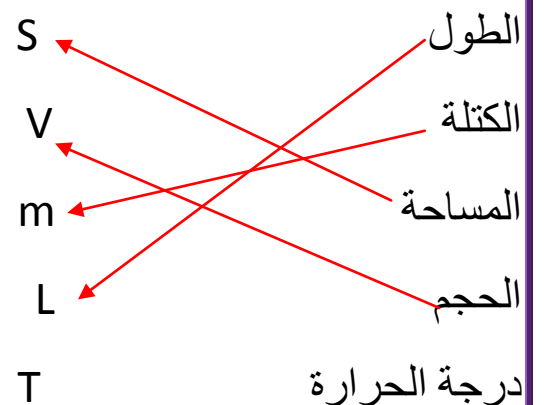 الطول S
الكتلة V
المساحة m
الحجم L
درجة الحرارة T